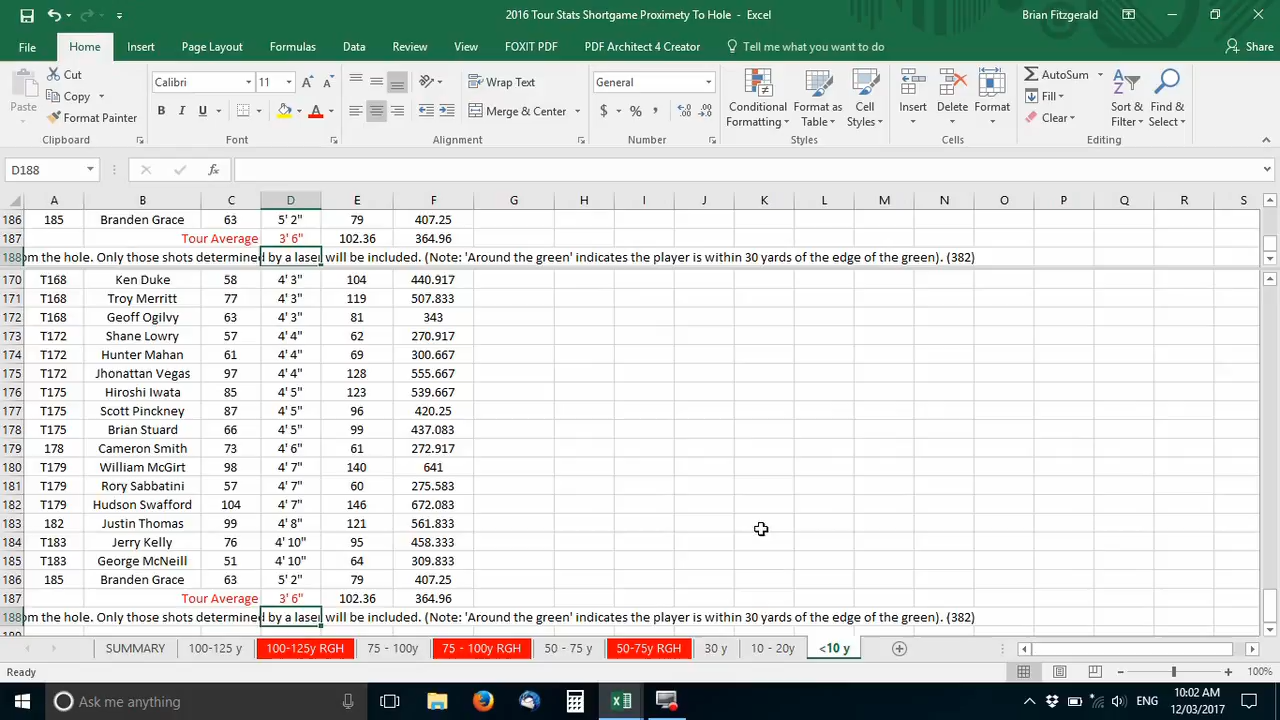 2016 Tour Stats Shortgame Proximety To Hole - Excel
Brian Fitzgerald
File Home Insert Page Layout Formulas Data Review View FOXIT PDF PDF Architect 4 Creator Tell me what you want to do Share
Paste
Cut
Copy
Format Painter
Calibri 11
B I U
Wrap Text
Merge & Center
General
$ % ,
Conditional Formatting
Format as Table
Cell Styles
Insert
Delete
Format
AutoSum
Fill
Clear
Sort & Filter
Find & Select
Clipboard Font Alignment Number Styles Cells Editing
D188 fx
A B C D E F G H I J K L M N O P Q R S
186 185 Branden Grace 63 5' 2" 79 407.25
187 Tour Average 3' 6" 102.36 364.96
188 om the hole. Only those shots determined by a laser will be included. (Note: 'Around the green' indicates the player is within 30 yards of the edge of the green). (382)
170 T168 Ken Duke 58 4' 3" 104 440.917
171 T168 Troy Merritt 77 4' 3" 119 507.833
172 T168 Geoff Ogilvy 63 4' 3" 81 343
173 T172 Shane Lowry 57 4' 4" 62 270.917
174 T172 Hunter Mahan 61 4' 4" 69 300.667
175 T172 Jhonattan Vegas 97 4' 4" 128 555.667
176 T175 Hiroshi Iwata 85 4' 5" 123 539.667
177 T175 Scott Pinckney 87 4' 5" 96 420.25
178 T175 Brian Stuard 66 4' 5" 99 437.083
179 178 Cameron Smith 73 4' 6" 61 272.917
180 T179 William McGirt 98 4' 7" 140 641
181 T179 Rory Sabbatini 57 4' 7" 60 275.583
182 T179 Hudson Swafford 104 4' 7" 146 672.083
183 182 Justin Thomas 99 4' 8" 121 561.833
184 T183 Jerry Kelly 76 4' 10" 95 458.333
185 T183 George McNeill 51 4' 10" 64 309.833
186 185 Branden Grace 63 5' 2" 79 407.25
187 Tour Average 3' 6" 102.36 364.96
188 om the hole. Only those shots determined by a laser will be included. (Note: 'Around the green' indicates the player is within 30 yards of the edge of the green). (382)
SUMMARY 100-125 y 100-125y RGH 75 - 100y 75 - 100y RGH 50 - 75 y 50-75y RGH 30 y 10 - 20y <10 y
Ready 100%
Ask me anything
ENG
10:02 AM
12/03/2017